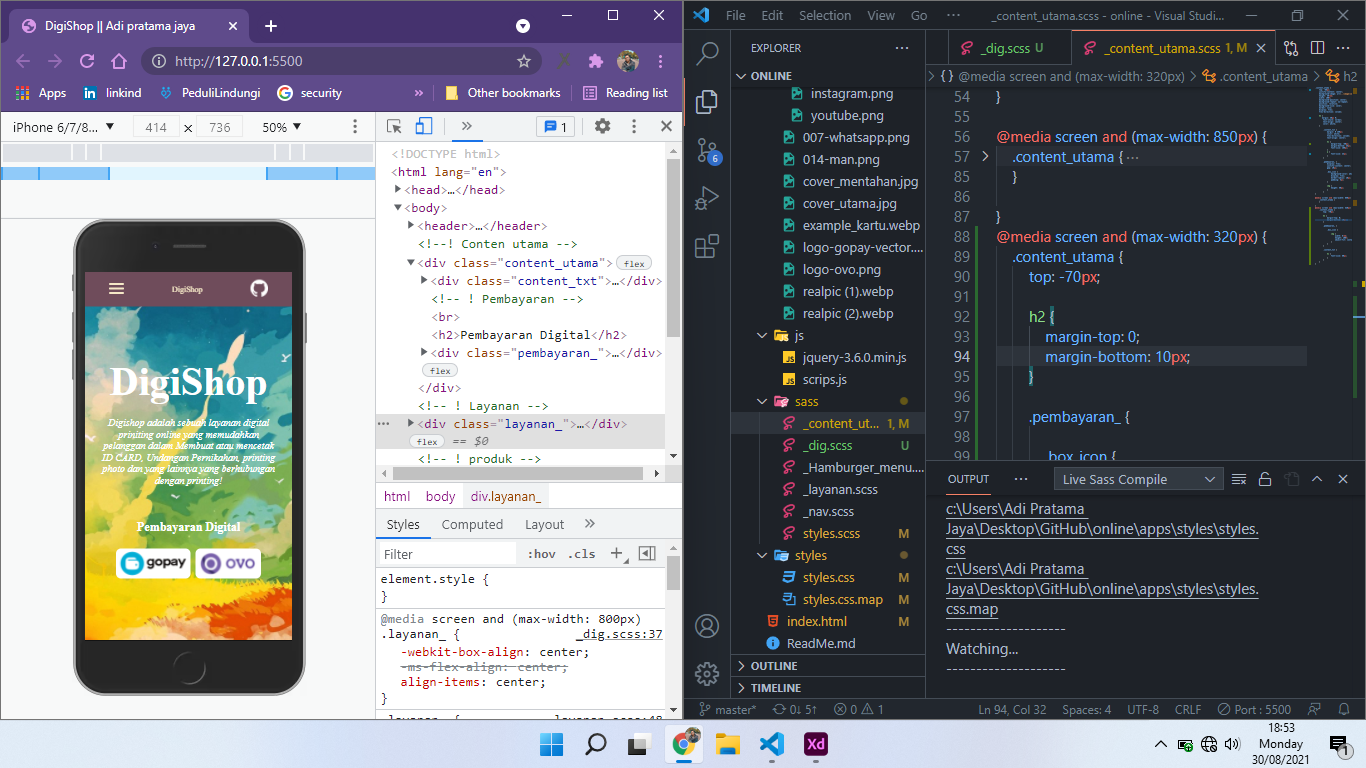 DigiShop || Adi pratama jaya
http://127.0.0.1:5500
Apps
linkind
PeduliLindungi
security
»
Other bookmarks
Reading list
iPhone 6/7/8...
414 × 736
50%
DigiShop
DigiShop
Digishop adalah sebuah layanan digital
printing online yang memudahkan
pelanggan dalam Membuat atau mencetak
ID CARD, Undangan Pernikahan, printing
photo dan yang lainnya yang berhubungan
dengan printing!
Pembayaran Digital
gopay
OVO
» 1
<!DOCTYPE html>
<html lang="en">
<head>…</head>
<body>
<header>…</header>
<!--! Conten utama -->
<div class="content_utama"> flex
<div class="content_txt">…</div>
<!-- ! Pembayaran -->
<br>
<h2>Pembayaran Digital</h2>
<div class="pembayaran_">…</div>
flex
</div>
<!-- ! Layanan -->
<div class="layanan_">…</div>
flex == $0
<!-- ! produk -->
html body div.layanan_
Styles Computed Layout »
Filter :hov .cls +
element.style {
}
@media screen and (max-width: 800px)
.layanan_ { _dig.scss:37
-webkit-box-align: center;
-ms-flex-align: center;
align-items: center;
}
File Edit Selection View Go ···
_content_utama.scss - online - Visual Studi...
EXPLORER
ONLINE
instagram.png
youtube.png
007-whatsapp.png
014-man.png
cover_mentahan.jpg
cover_utama.jpg
example_kartu.webp
logo-gopay-vector....
logo-ovo.png
realpic (1).webp
realpic (2).webp
js
jquery-3.6.0.min.js
scrips.js
sass
_content_ut... 1, M
_dig.scss U
_Hamburger_menu....
_layanan.scss
_nav.scss
styles.scss M
styles
styles.css M
styles.css.map M
index.html M
ReadMe.md
OUTLINE
TIMELINE
6
_dig.scss U
_content_utama.scss 1, M
{ } @media screen and (max-width: 320px) > .content_utama > h2
54 }
55
56 @media screen and (max-width: 850px) {
57 .content_utama { ···
85 }
86
87 }
88 @media screen and (max-width: 320px) {
89 .content_utama {
90 top: -70px;
91
92 h2 {
93 margin-top: 0;
94 margin-bottom: 10px;
95 }
96
97 .pembayaran_ {
98
.box_icon {
OUTPUT ··· Live Sass Compile
c:\Users\Adi Pratama
Jaya\Desktop\GitHub\online\apps\styles\styles.
css
c:\Users\Adi Pratama
Jaya\Desktop\GitHub\online\apps\styles\styles.
css.map
--------------------
Watching...
--------------------
master* 0↓ 5↑ 0 1
Ln 94, Col 32 Spaces: 4 UTF-8 CRLF Port : 5500
Xd
18:53
Monday
30/08/2021
1